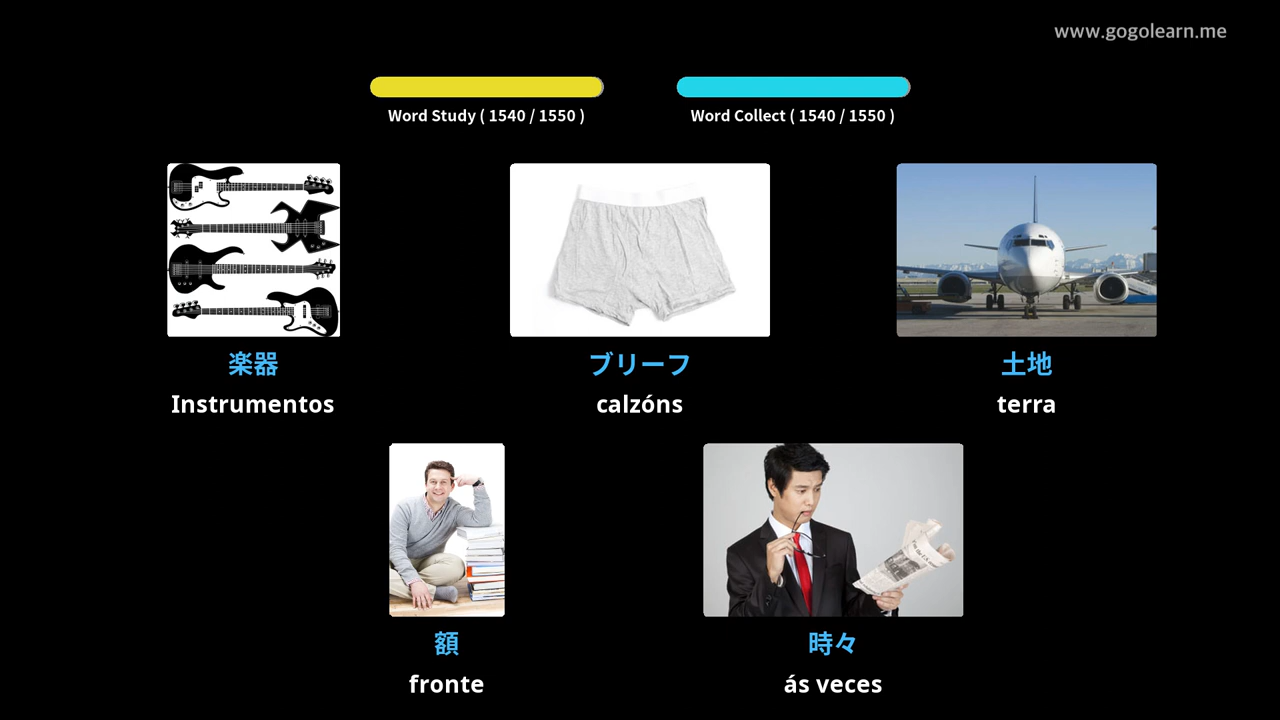 www.gogolearn.me
Word Study ( 1540 / 1550 )
Word Collect ( 1540 / 1550 )
楽器
ブリーフ
土地
Instrumentos
calzóns
terra
額
時々
fronte
ás veces